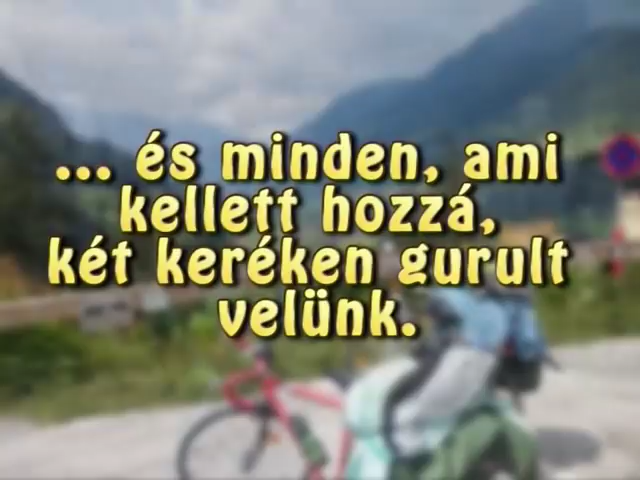 ... és minden, ami
kellett hozzá,
két keréken gurult
velünk.